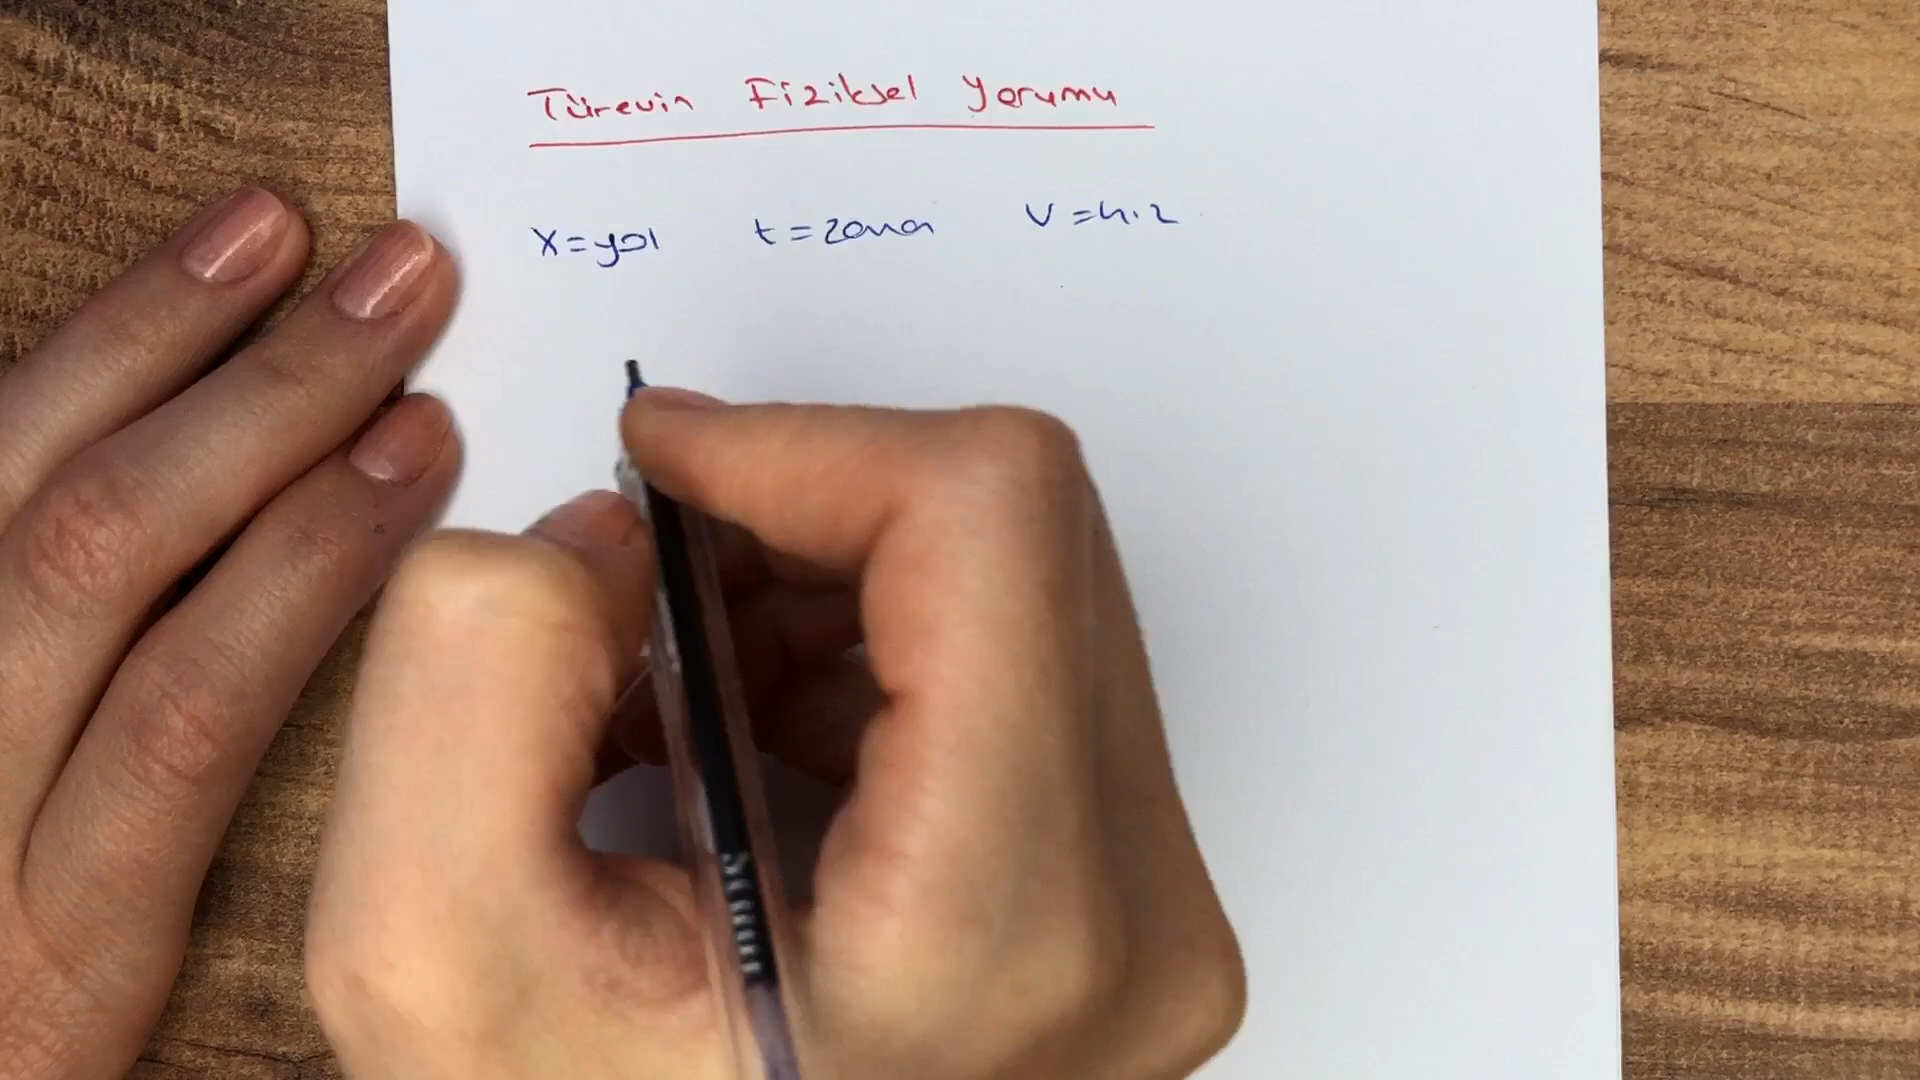 Türevin Fiziksel Yorumu
x = yol t = zaman v = hız